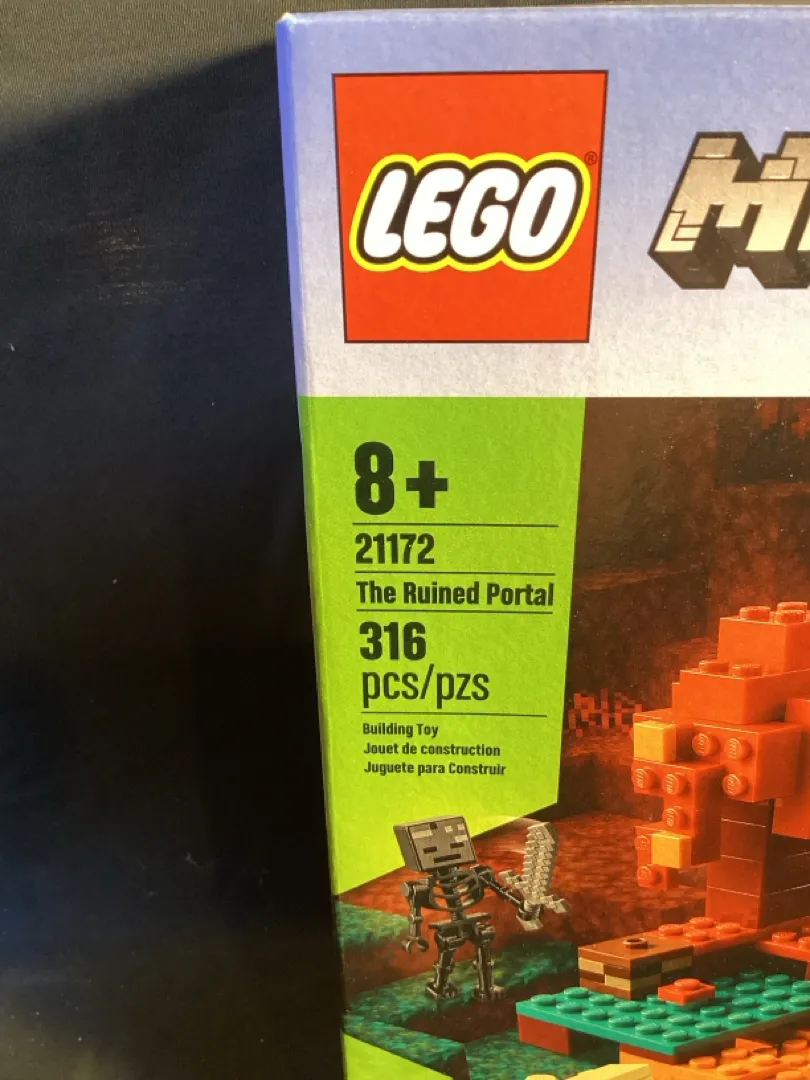 LEGO®
8+
21172
The Ruined Portal
316
pcs/pzs
Building Toy
Jouet de construction
Juguete para Construir